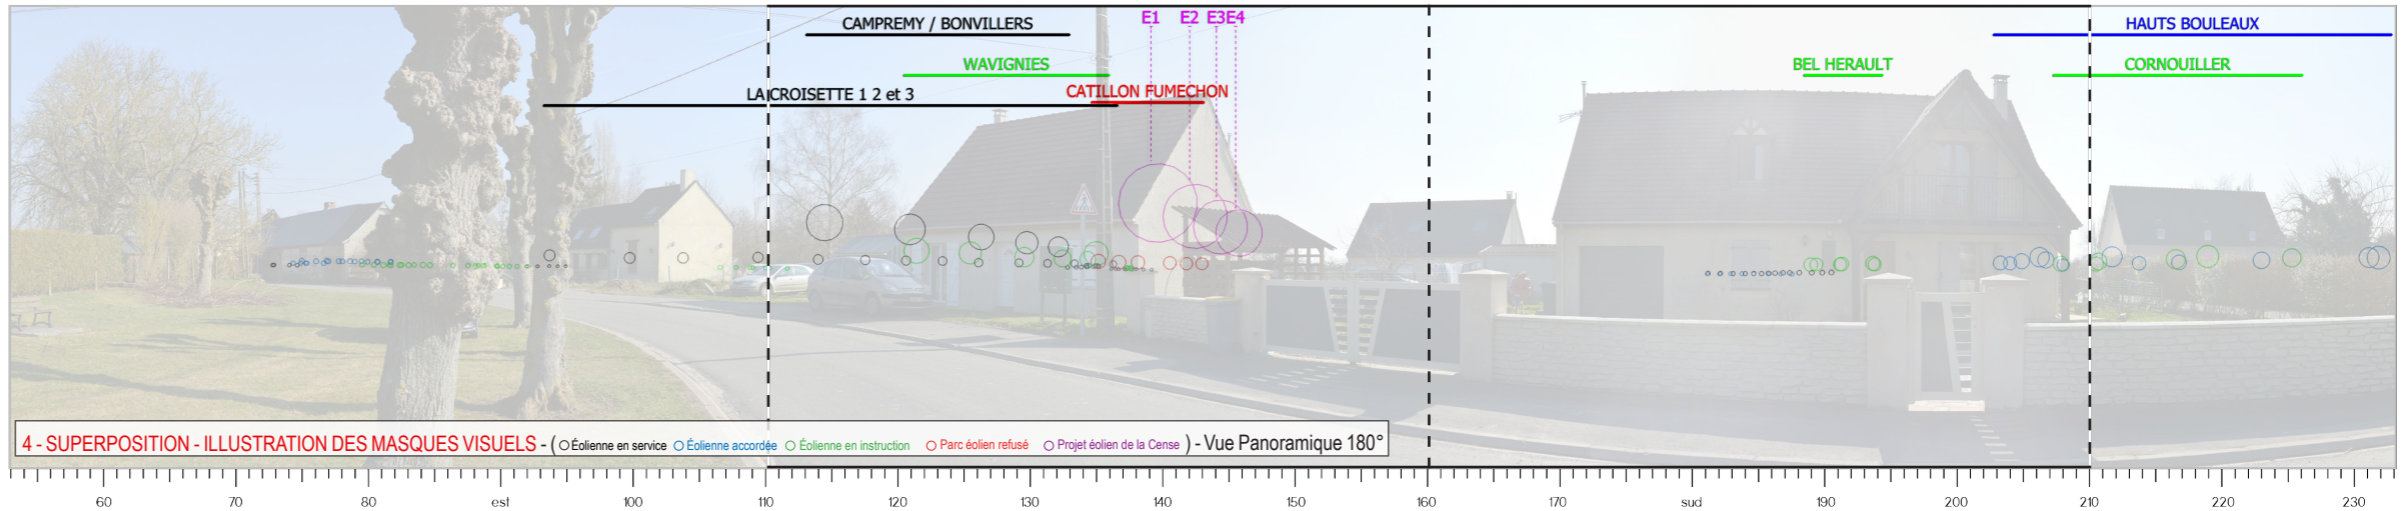 CAMPREMY / BONVILLERS
E1 E2 E3 E4
HAUTS BOULEAUX
WAVIGNIES
BEL HERAULT
CORNOUILLER
LA CROISETTE 1 2 et 3
CATILLON FUMECHON
4 - SUPERPOSITION - ILLUSTRATION DES MASQUES VISUELS - ( Éolienne en service Éolienne accordée Éolienne en instruction Parc éolien refusé Projet éolien de la Cense ) - Vue Panoramique 180°
60 70 80 est 100 110 120 130 140 150 160 170 sud 190 200 210 220 230